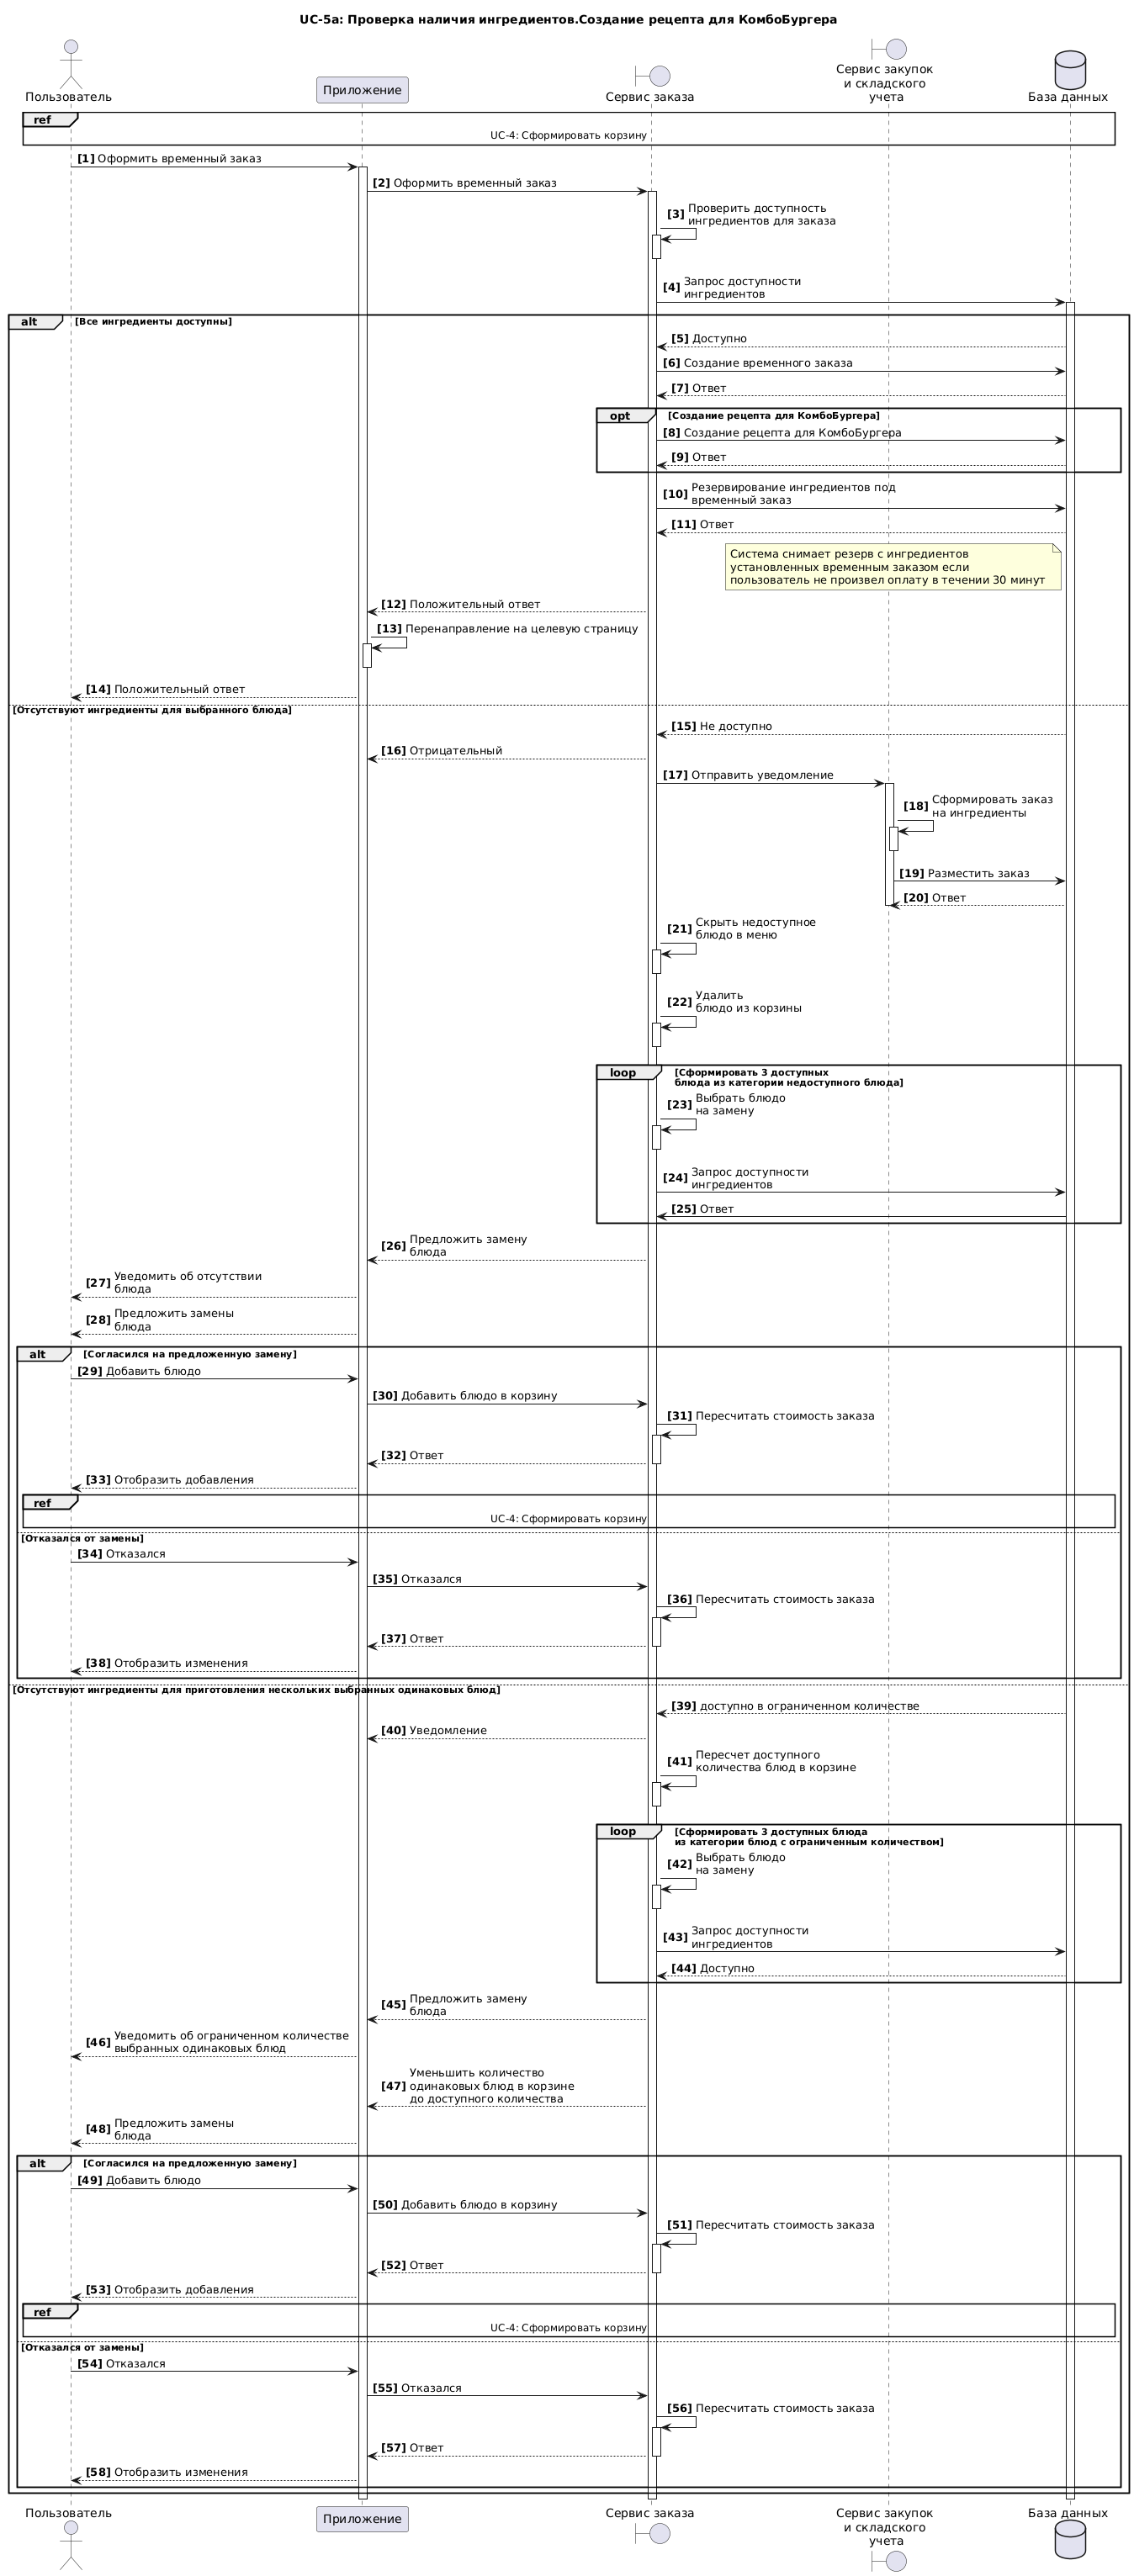 UC-5a: Проверка наличия ингредиентов.Создание рецепта для КомбоБургера
Пользователь
Приложение
Сервис заказа
Сервис закупок
и складского
учета
База данных
ref
UC-4: Сформировать корзину
[1] Оформить временный заказ
[2] Оформить временный заказ
[3] Проверить доступность
ингредиентов для заказа
[4] Запрос доступности
ингредиентов
alt [Все ингредиенты доступны]
[5] Доступно
[6] Создание временного заказа
[7] Ответ
opt [Создание рецепта для КомбоБургера]
[8] Создание рецепта для КомбоБургера
[9] Ответ
[10] Резервирование ингредиентов под
временный заказ
[11] Ответ
Система снимает резерв с ингредиентов
установленных временным заказом если
пользователь не произвел оплату в течении 30 минут
[12] Положительный ответ
[13] Перенаправление на целевую страницу
[14] Положительный ответ
[Отсутствуют ингредиенты для выбранного блюда]
[15] Не доступно
[16] Отрицательный
[17] Отправить уведомление
[18] Сформировать заказ
на ингредиенты
[19] Разместить заказ
[20] Ответ
[21] Скрыть недоступное
блюдо в меню
[22] Удалить
блюдо из корзины
loop [Сформировать 3 доступных
блюда из категории недоступного блюда]
[23] Выбрать блюдо
на замену
[24] Запрос доступности
ингредиентов
[25] Ответ
[26] Предложить замену
блюда
[27] Уведомить об отсутствии
блюда
[28] Предложить замены
блюда
alt [Согласился на предложенную замену]
[29] Добавить блюдо
[30] Добавить блюдо в корзину
[31] Пересчитать стоимость заказа
[32] Ответ
[33] Отобразить добавления
ref
UC-4: Сформировать корзину
[Отказался от замены]
[34] Отказался
[35] Отказался
[36] Пересчитать стоимость заказа
[37] Ответ
[38] Отобразить изменения
[Отсутствуют ингредиенты для приготовления нескольких выбранных одинаковых блюд]
[39] доступно в ограниченном количестве
[40] Уведомление
[41] Пересчет доступного
количества блюд в корзине
loop [Сформировать 3 доступных блюда
из категории блюд с ограниченным количеством]
[42] Выбрать блюдо
на замену
[43] Запрос доступности
ингредиентов
[44] Доступно
[45] Предложить замену
блюда
[46] Уведомить об ограниченном количестве
выбранных одинаковых блюд
[47] Уменьшить количество
одинаковых блюд в корзине
до доступного количества
[48] Предложить замены
блюда
alt [Согласился на предложенную замену]
[49] Добавить блюдо
[50] Добавить блюдо в корзину
[51] Пересчитать стоимость заказа
[52] Ответ
[53] Отобразить добавления
ref
UC-4: Сформировать корзину
[Отказался от замены]
[54] Отказался
[55] Отказался
[56] Пересчитать стоимость заказа
[57] Ответ
[58] Отобразить изменения
Пользователь
Приложение
Сервис заказа
Сервис закупок
и складского
учета
База данных